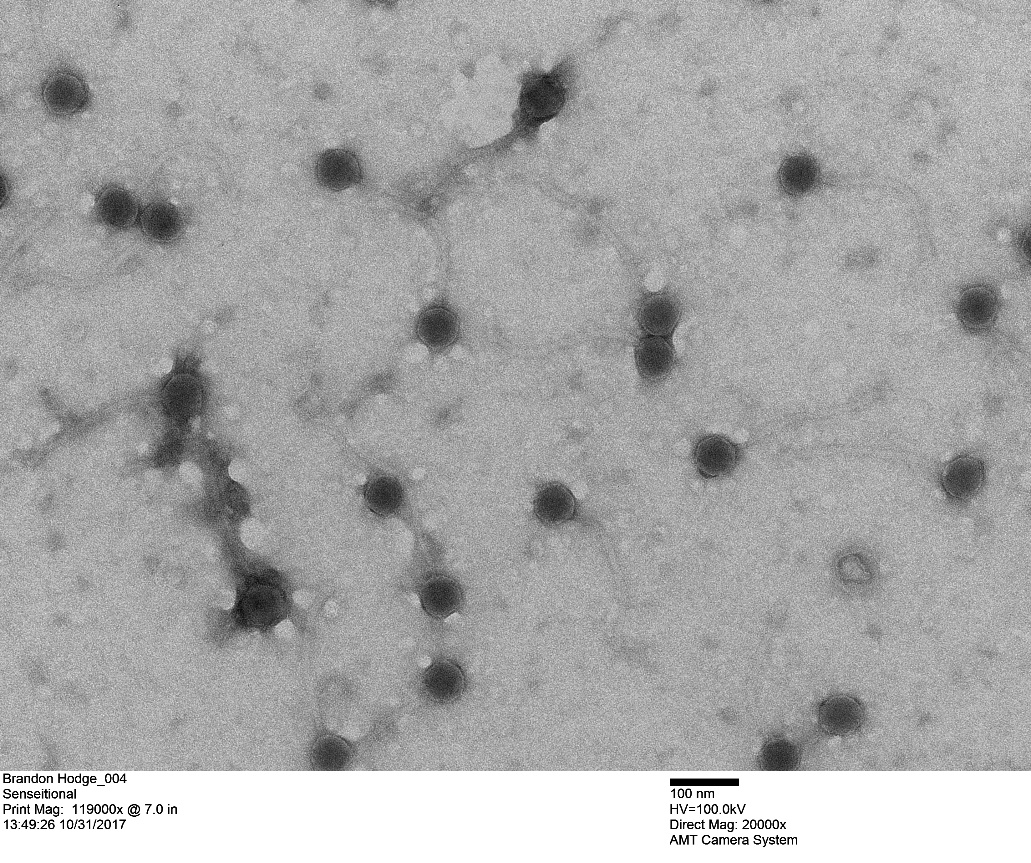 Brandon Hodge_004
Senseitional
Print Mag: 119000x @ 7.0 in
13:49:26 10/31/2017
100 nm
HV=100.0kV
Direct Mag: 20000x
AMT Camera System